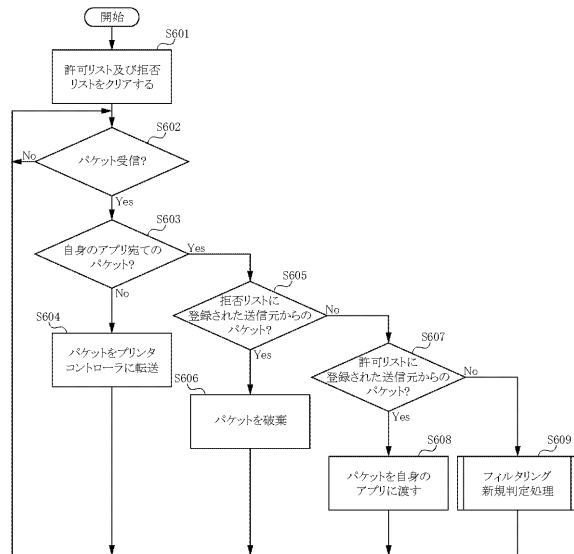 開始
S601
許可リスト及び拒否
リストをクリアする
S602
パケット受信?
No
Yes
S603
自身のアプリ宛ての
パケット?
Yes
No
S604
パケットをプリンタ
コントローラに転送
S605
拒否リストに
登録された送信元からの
パケット?
No
Yes
S606
パケットを破棄
S607
許可リストに
登録された送信元からの
パケット?
No
Yes
S608
パケットを自身の
アプリに渡す
S609
フィルタリング
新規判定処理